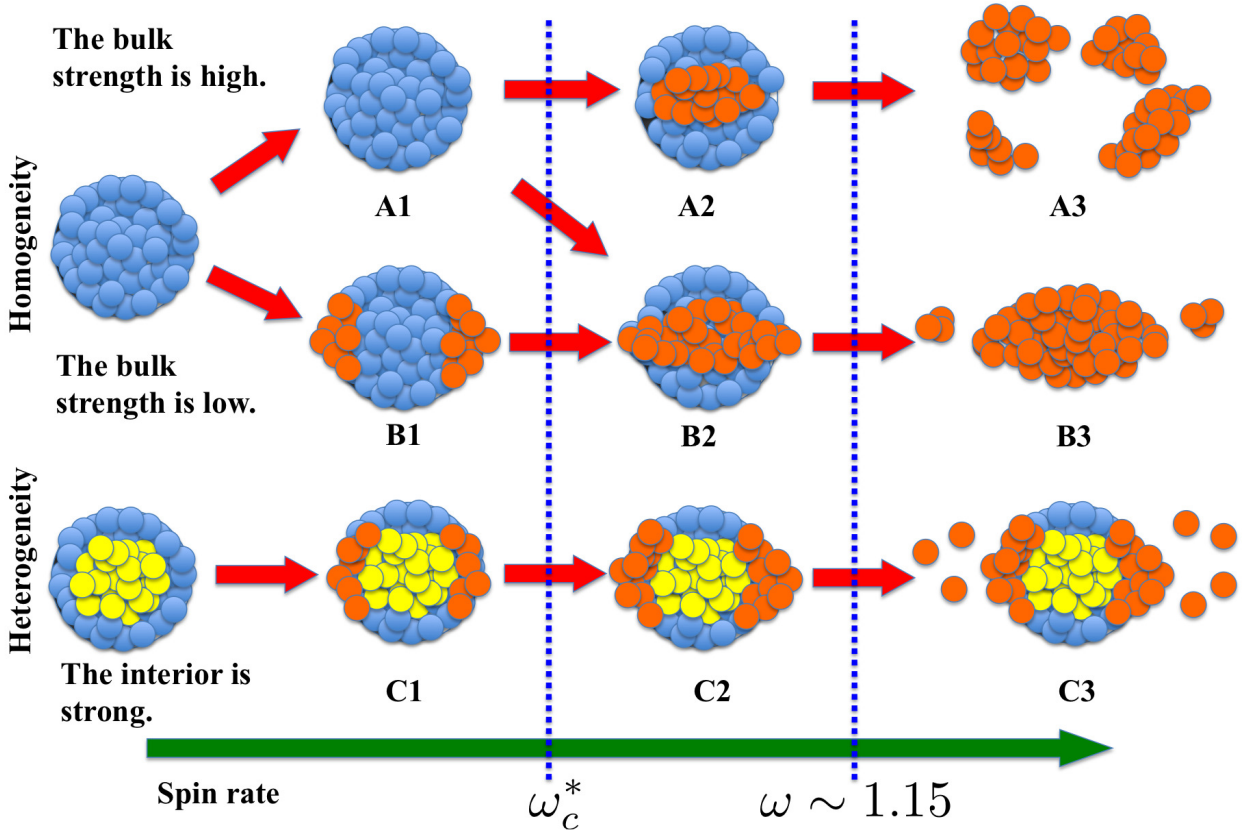 The bulk
strength is high.
A1
A2
A3
Homogeneity
The bulk
strength is low.
B1
B2
B3
Heterogeneity
The interior is
strong.
C1
C2
C3
Spin rate
ω_c^*
ω ∼ 1.15